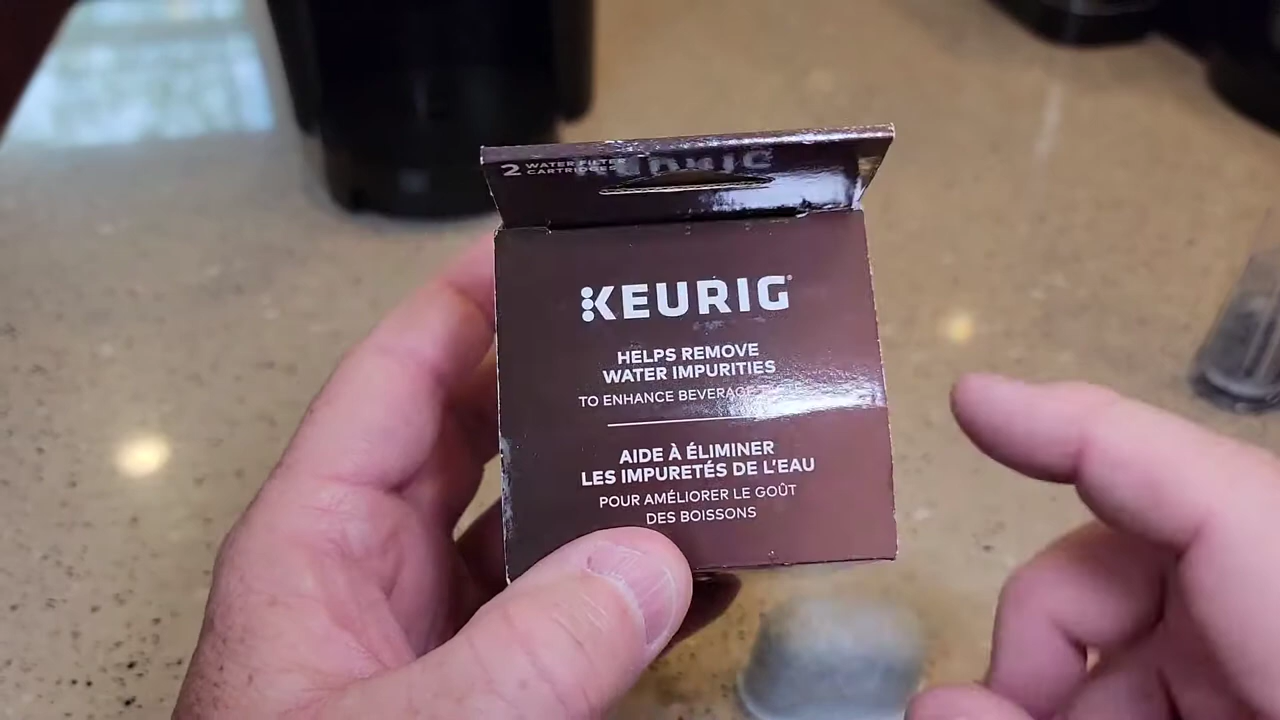 2 WATER FILTER
CARTRIDGES
KEURIG
HELPS REMOVE
WATER IMPURITIES
TO ENHANCE BEVERAGE
AIDE À ÉLIMINER
LES IMPURETÉS DE L'EAU
POUR AMÉLIORER LE GOÛT
DES BOISSONS